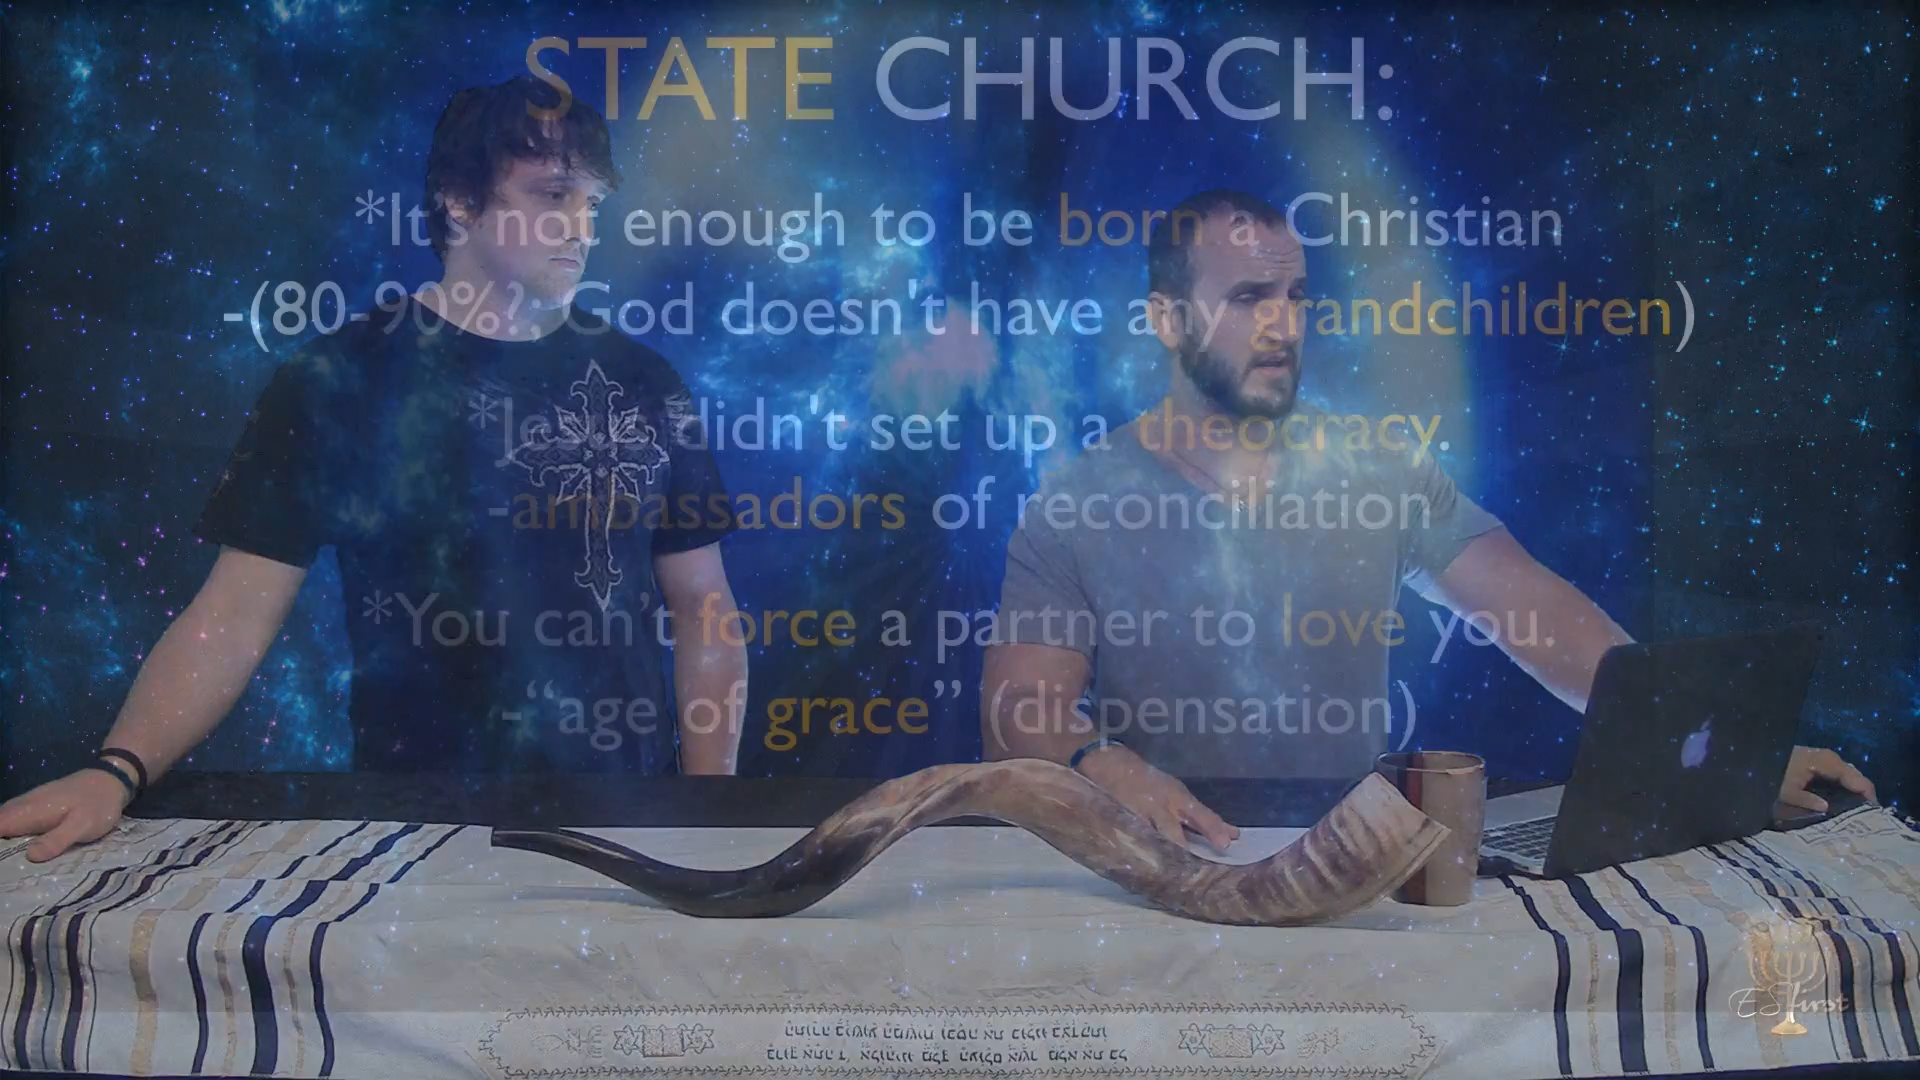 STATE CHURCH:
*It's not enough to be born a Christian
-(80-90%?, God doesn't have any grandchildren)
*Jesus didn't set up a theocracy.
-ambassadors of reconciliation
*You can't force a partner to love you.
- “age of grace” (dispensation)
ESFirst